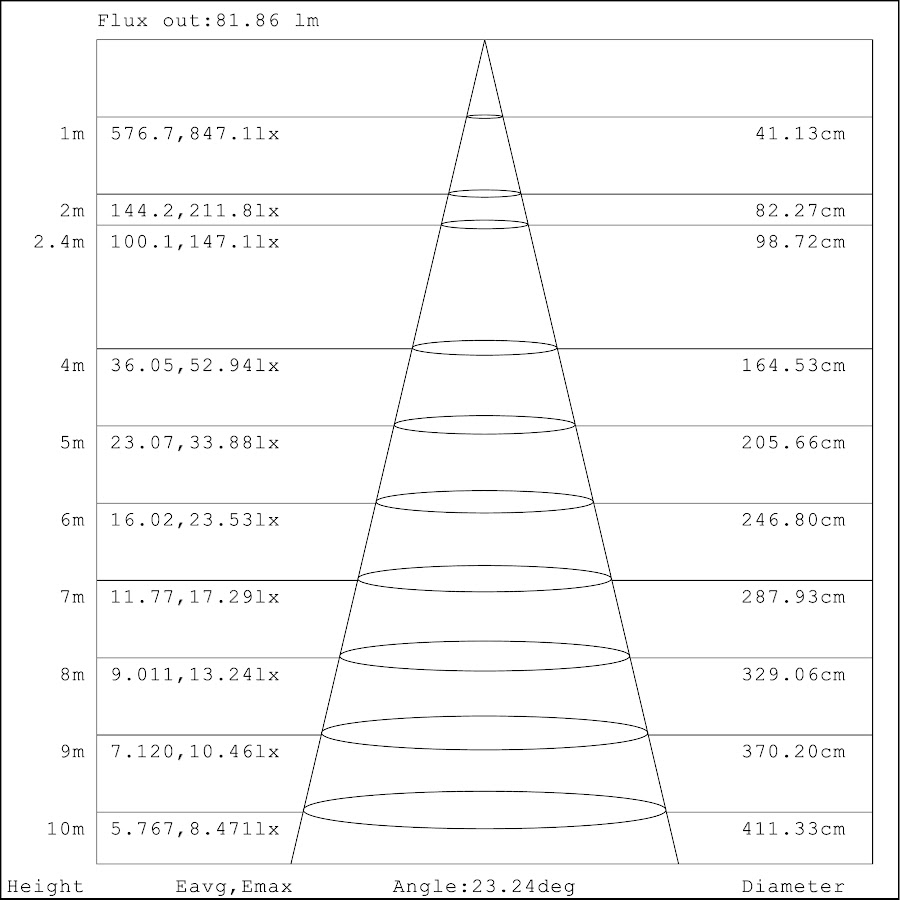 Flux out:81.86 lm
1m 576.7,847.1lx 41.13cm
2m 144.2,211.8lx 82.27cm
2.4m 100.1,147.1lx 98.72cm
4m 36.05,52.94lx 164.53cm
5m 23.07,33.88lx 205.66cm
6m 16.02,23.53lx 246.80cm
7m 11.77,17.29lx 287.93cm
8m 9.011,13.24lx 329.06cm
9m 7.120,10.46lx 370.20cm
10m 5.767,8.471lx 411.33cm
Height Eavg,Emax Angle:23.24deg Diameter